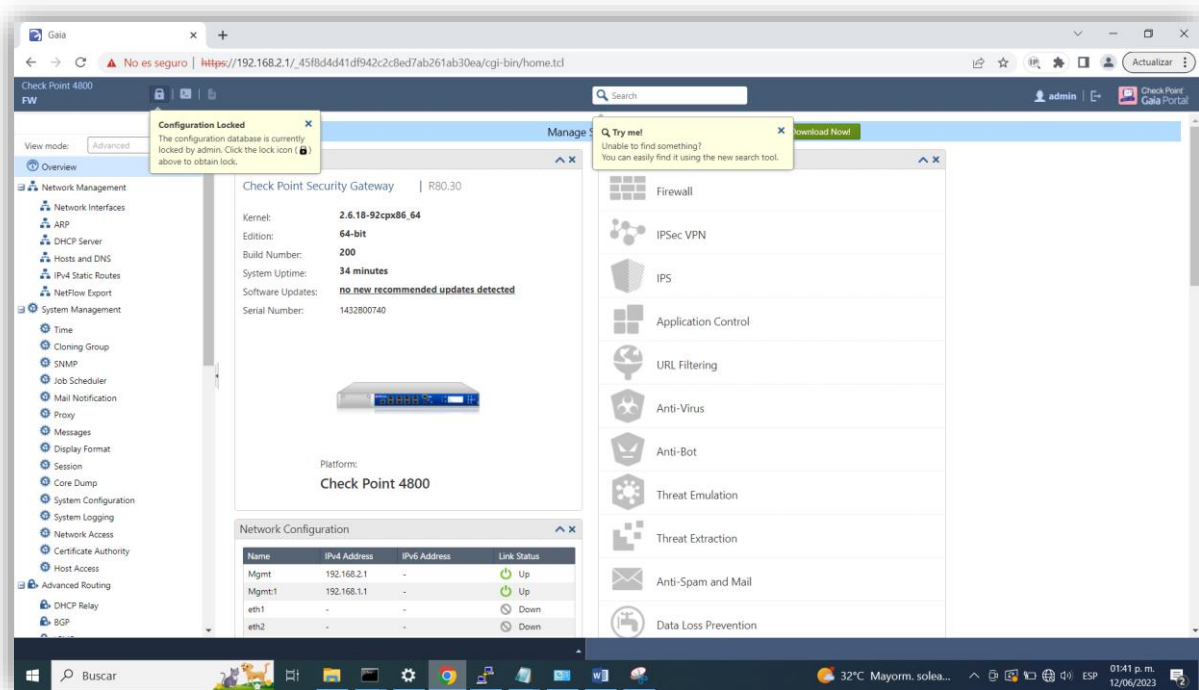 Gaia
No es seguro | https://192.168.2.1/_45f8d4d41df942c2c8ed7ab261ab30ea/cgi-bin/home.tcl
Actualizar
Check Point 4800
FW
Search
admin
Check Point
Gaia Portal
Configuration Locked
The configuration database is currently
locked by admin. Click the lock icon ( )
above to obtain lock.
Manage S
Try me!
Unable to find something?
You can easily find it using the new search tool.
ownload Now!
View mode: Advanced
Overview
Network Management
Network Interfaces
ARP
DHCP Server
Hosts and DNS
IPv4 Static Routes
NetFlow Export
System Management
Time
Cloning Group
SNMP
Job Scheduler
Mail Notification
Proxy
Messages
Display Format
Session
Core Dump
System Configuration
System Logging
Network Access
Certificate Authority
Host Access
Advanced Routing
DHCP Relay
BGP
Check Point Security Gateway | R80.30
Kernel: 2.6.18-92cpx86_64
Edition: 64-bit
Build Number: 200
System Uptime: 34 minutes
Software Updates: no new recommended updates detected
Serial Number: 1432800740
Platform:
Check Point 4800
Network Configuration
Name IPv4 Address IPv6 Address Link Status
Mgmt 192.168.2.1 - Up
Mgmt:1 192.168.1.1 - Up
eth1 - - Down
eth2 - - Down
Firewall
IPSec VPN
IPS
Application Control
URL Filtering
Anti-Virus
Anti-Bot
Threat Emulation
Threat Extraction
Anti-Spam and Mail
Data Loss Prevention
Buscar
32°C Mayorm. solea...
ESP
01:41 p. m.
12/06/2023